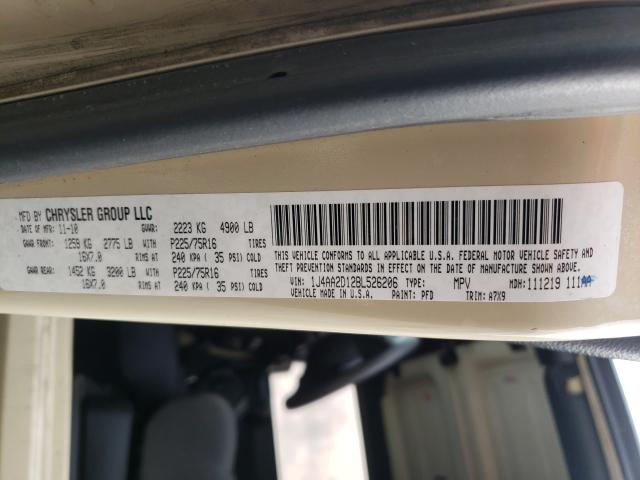 MFD BY CHRYSLER GROUP LLC
DATE OF MFR: 11-10 GVWR: 2223 KG 4900 LB
GAWR FRONT: 1259 KG 2775 LB WITH P225/75R16 TIRES
16X7.0 RIMS AT 240 KPA ( 35 PSI) COLD
GAWR REAR: 1452 KG 3200 LB WITH P225/75R16 TIRES
16X7.0 RIMS AT 240 KPA ( 35 PSI) COLD
THIS VEHICLE CONFORMS TO ALL APPLICABLE U.S.A. FEDERAL MOTOR VEHICLE SAFETY AND
THEFT PREVENTION STANDARDS IN EFFECT ON THE DATE OF MANUFACTURE SHOWN ABOVE.
VIN: 1J4AA2D12BL526206 TYPE: MPV MDH: 111219 111AA
VEHICLE MADE IN U.S.A. PAINT: PFD TRIM: A7X9